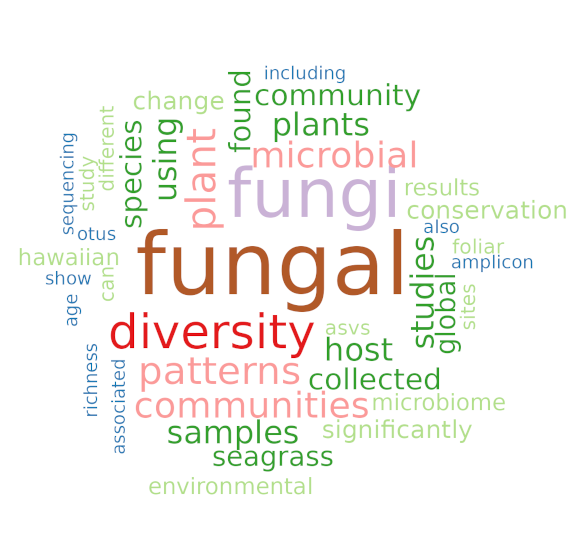 including
change
community
found
plants
different
species
using
plant
microbial
sequencing
study
fungi
results
conservation
otus
also
hawaiian
fungal
foliar
show
can
studies
amplicon
age
global
sites
diversity
asvs
host
richness
associated
patterns
collected
communities
microbiome
samples
significantly
seagrass
environmental